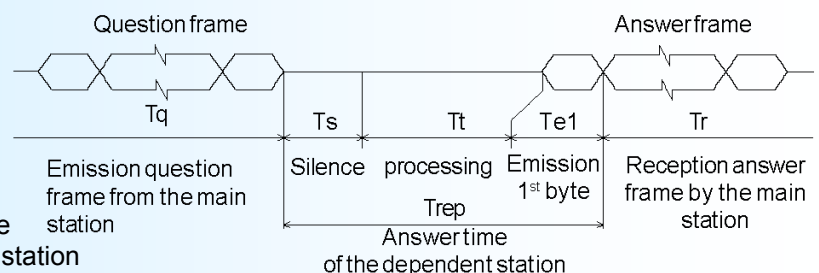 Question frame
Answer frame
Tq
Ts
Tt
Te1
Tr
Emission question
frame from the main
station
Silence
processing
Emission
1st byte
Reception answer
frame by the main
station
Trep
Answer time
of the dependent station
e
station